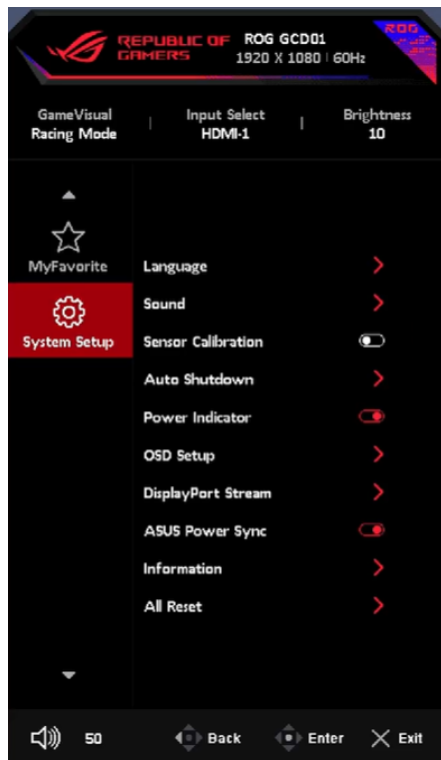 REPUBLIC OF GAMERS
ROG GCD01
1920 X 1080 | 60Hz
ROG
GameVisual
Racing Mode
Input Select
HDMI-1
Brightness
10
MyFavorite
System Setup
Language
Sound
Sensor Calibration
Auto Shutdown
Power Indicator
OSD Setup
DisplayPort Stream
ASUS Power Sync
Information
All Reset
50
Back
Enter
Exit